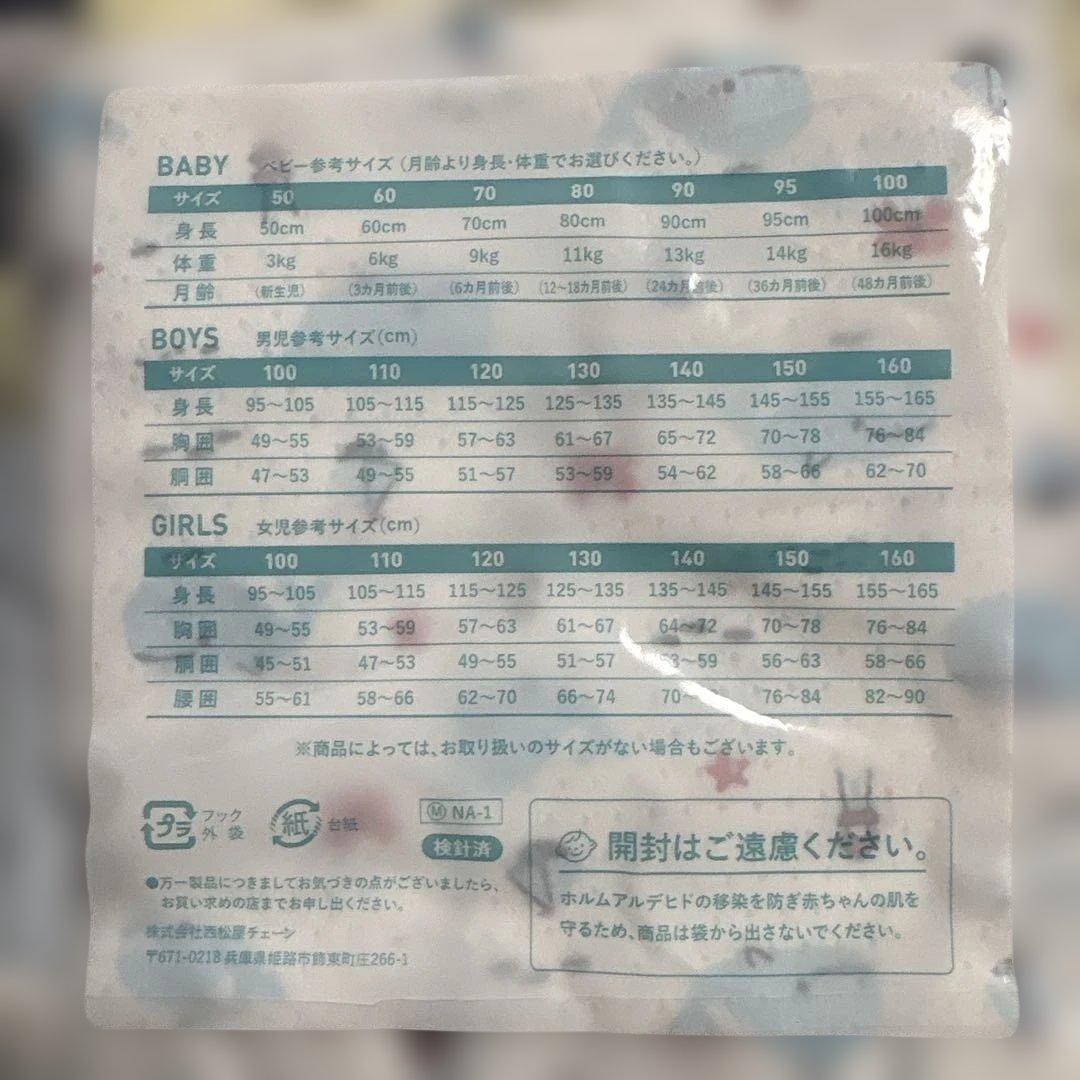 BABY ベビー参考サイズ（月齢より身長・体重でお選びください。）
サイズ 50 60 70 80 90 95 100
身長 50cm 60cm 70cm 80cm 90cm 95cm 100cm
体重 3kg 6kg 9kg 11kg 13kg 14kg 16kg
月齢 （新生児） （3カ月前後） （6カ月前後） （12〜18カ月前後） （24カ月前後） （36カ月前後） （48カ月前後）
BOYS 男児参考サイズ(cm)
サイズ 100 110 120 130 140 150 160
身長 95〜105 105〜115 115〜125 125〜135 135〜145 145〜155 155〜165
胸囲 49〜55 53〜59 57〜63 61〜67 65〜72 70〜78 76〜84
胴囲 47〜53 49〜55 51〜57 53〜59 54〜62 58〜66 62〜70
GIRLS 女児参考サイズ(cm)
サイズ 100 110 120 130 140 150 160
身長 95〜105 105〜115 115〜125 125〜135 135〜145 145〜155 155〜165
胸囲 49〜55 53〜59 57〜63 61〜67 64〜72 70〜78 76〜84
胴囲 45〜51 47〜53 49〜55 51〜57 〜59 56〜63 58〜66
腰囲 55〜61 58〜66 62〜70 66〜74 70〜 76〜84 82〜90
※商品によっては、お取り扱いのサイズがない場合もございます。
プラ フック 外袋
紙 台紙
Ⓜ NA-1
検針済
●万一製品につきましてお気づきの点がございましたら、
お買い求めの店までお申し出ください。
株式会社西松屋チェーン
〒671-0218 兵庫県姫路市飾東町庄266-1
開封はご遠慮ください。
ホルムアルデヒドの移染を防ぎ赤ちゃんの肌を
守るため、商品は袋から出さないでください。